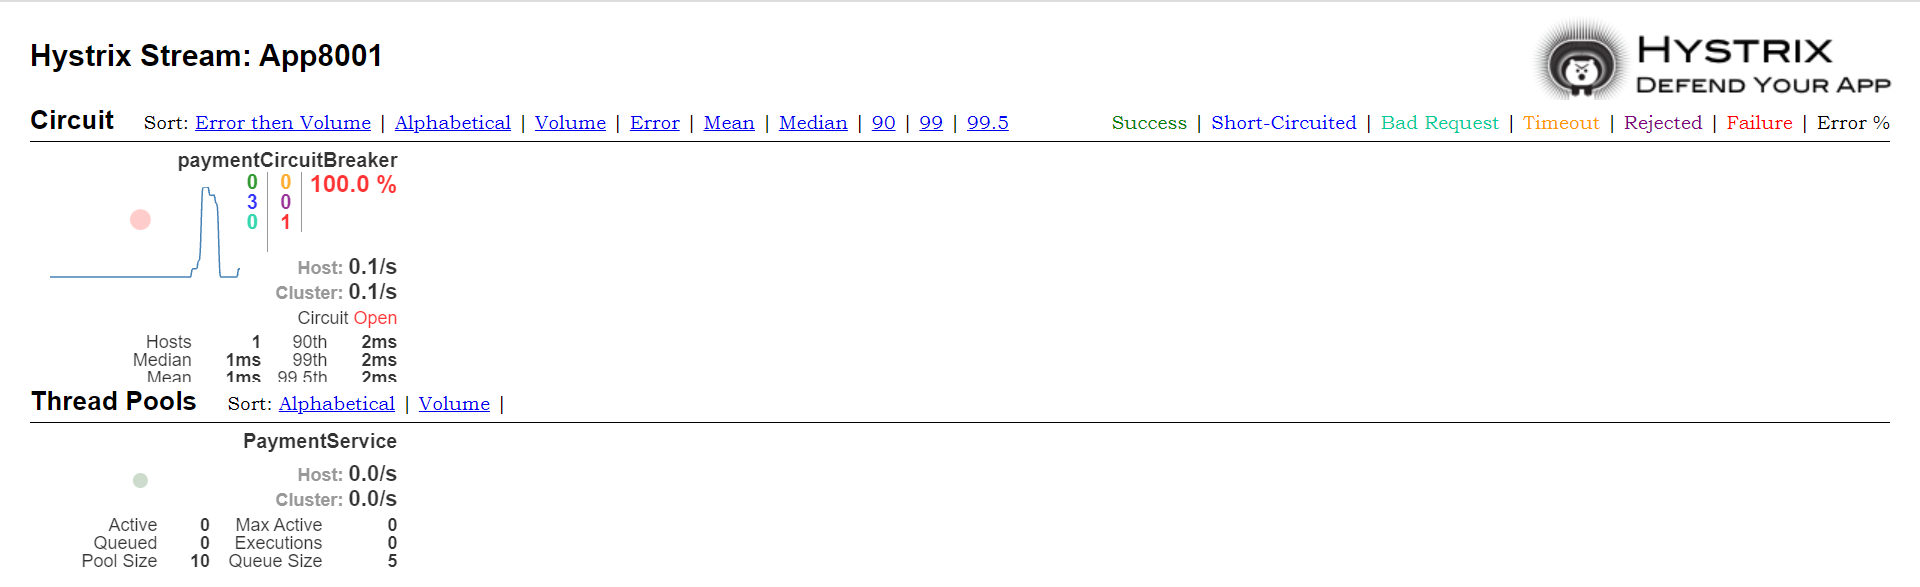 Hystrix Stream: App8001
HYSTRIX
DEFEND YOUR APP
Circuit Sort: Error then Volume | Alphabetical | Volume | Error | Mean | Median | 90 | 99 | 99.5 Success | Short-Circuited | Bad Request | Timeout | Rejected | Failure | Error %
paymentCircuitBreaker
0 0 100.0 %
3 0
0 1
Host: 0.1/s
Cluster: 0.1/s
Circuit Open
Hosts 1 90th 2ms
Median 1ms 99th 2ms
Mean 1ms 99.5th 2ms
Thread Pools Sort: Alphabetical | Volume |
PaymentService
Host: 0.0/s
Cluster: 0.0/s
Active 0 Max Active 0
Queued 0 Executions 0
Pool Size 10 Queue Size 5